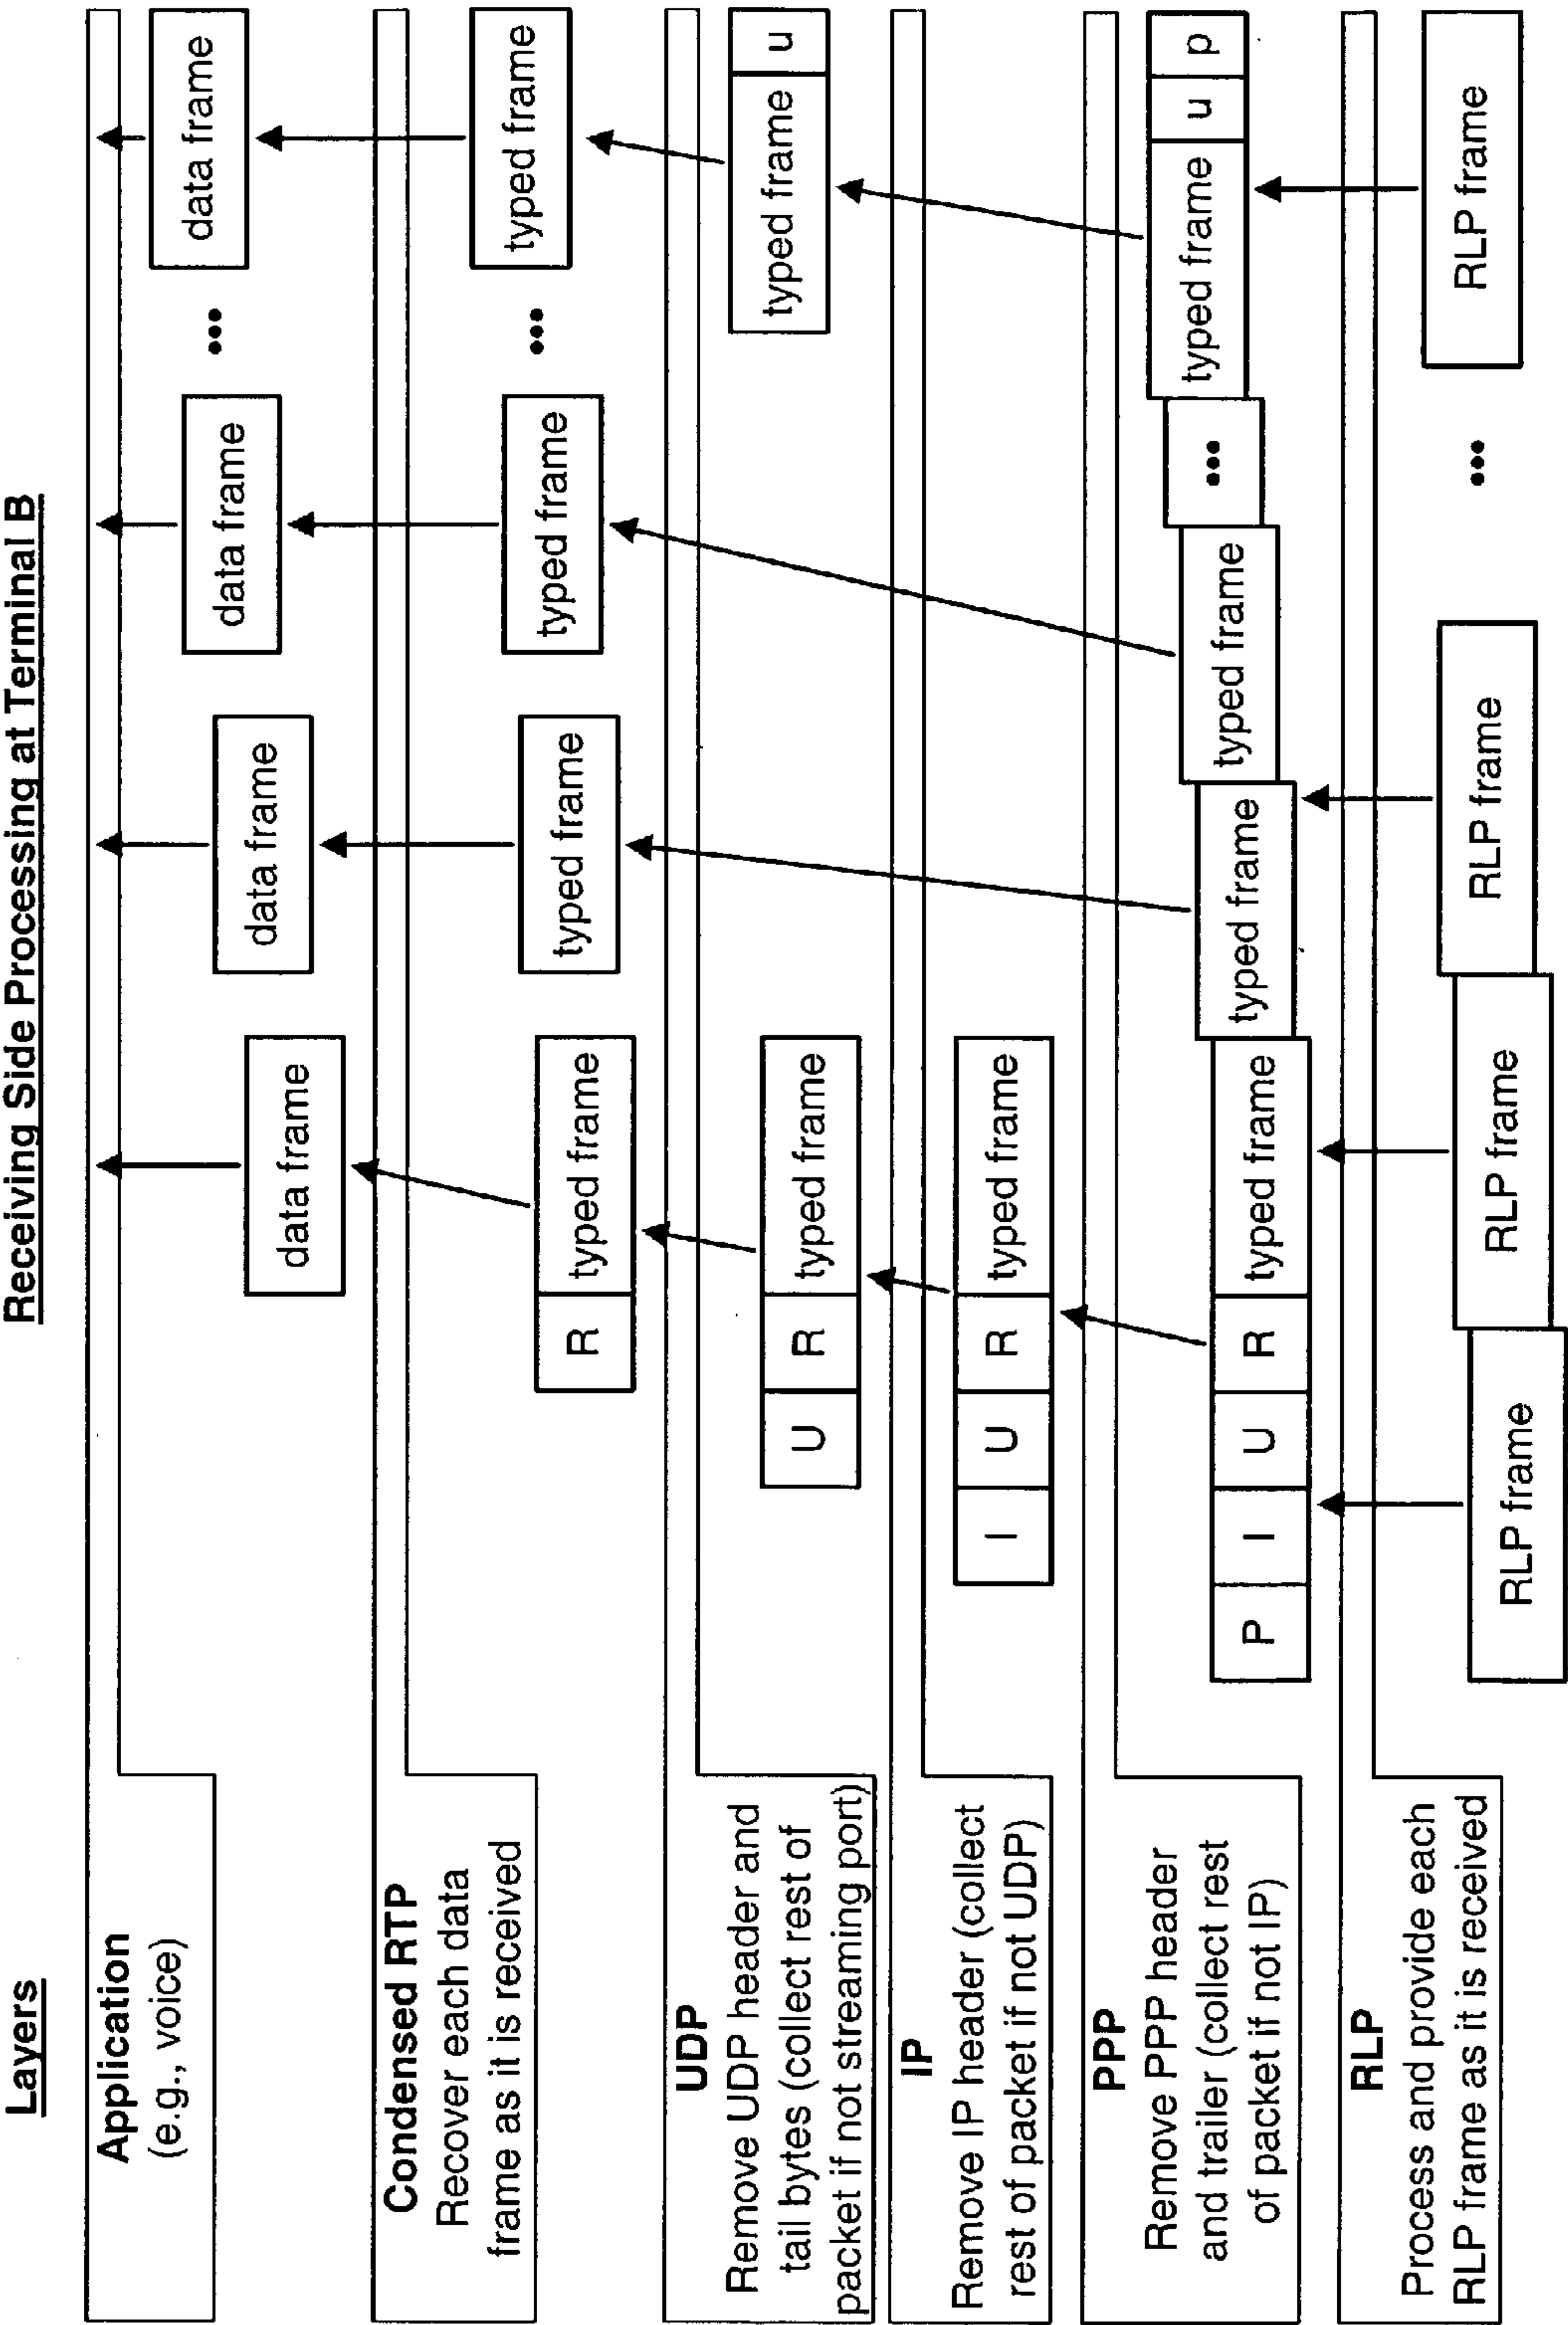 Receiving Side Processing at Terminal B
Layers
Application
(e.g., voice)
data frame
data frame
data frame
•••
data frame
Condensed RTP
Recover each data
frame as it is received
R
typed frame
typed frame
typed frame
•••
typed frame
UDP
Remove UDP header and
tail bytes (collect rest of
packet if not streaming port)
U
R
typed frame
typed frame
u
IP
Remove IP header (collect
rest of packet if not UDP)
I
U
R
typed frame
PPP
Remove PPP header
and trailer (collect rest
of packet if not IP)
P
I
U
R
typed frame
typed frame
typed frame
•••
typed frame
u
p
RLP
Process and provide each
RLP frame as it is received
RLP frame
RLP frame
RLP frame
•••
RLP frame